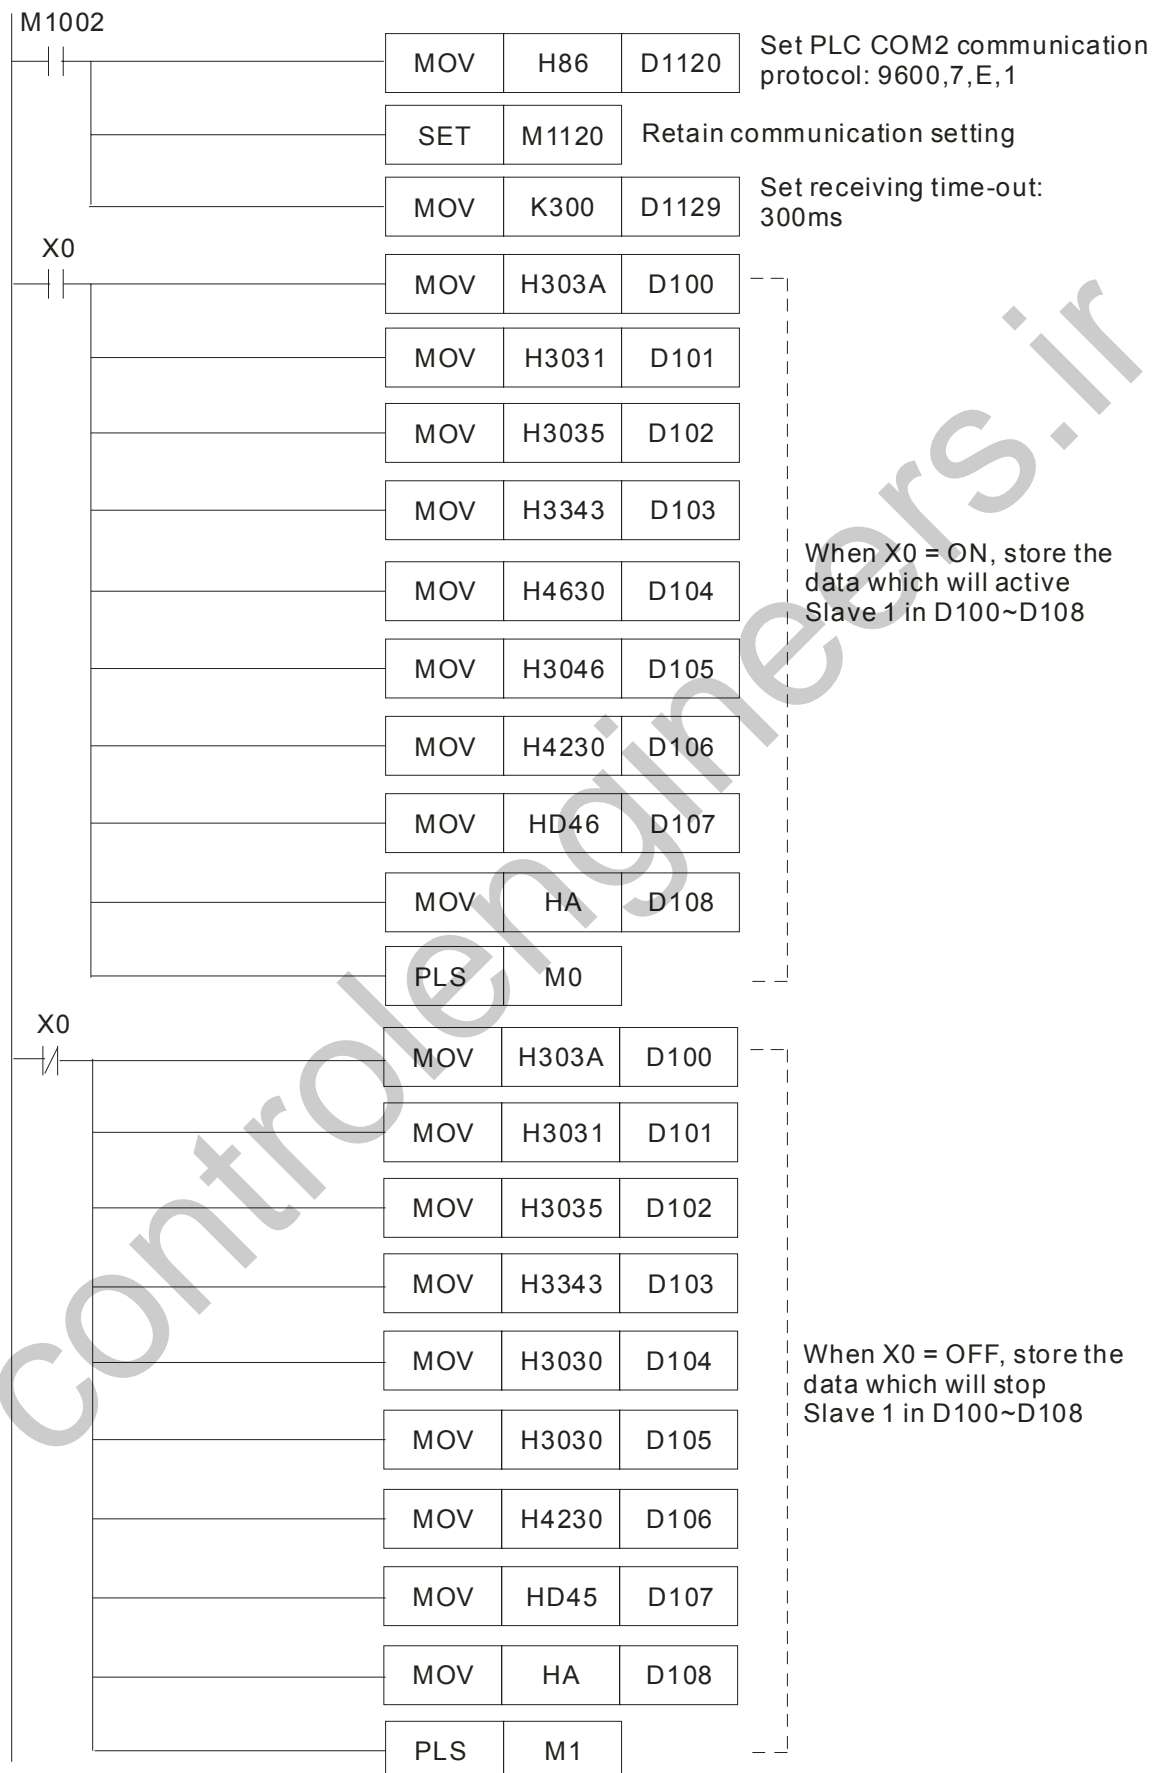 M1002
MOV H86 D1120
Set PLC COM2 communication
protocol: 9600,7,E,1
SET M1120
Retain communication setting
MOV K300 D1129
Set receiving time-out:
300ms
X0
MOV H303A D100
MOV H3031 D101
MOV H3035 D102
MOV H3343 D103
MOV H4630 D104
MOV H3046 D105
MOV H4230 D106
MOV HD46 D107
MOV HA D108
PLS M0
When X0 = ON, store the
data which will active
Slave 1 in D100~D108
X0
MOV H303A D100
MOV H3031 D101
MOV H3035 D102
MOV H3343 D103
MOV H3030 D104
MOV H3030 D105
MOV H4230 D106
MOV HD45 D107
MOV HA D108
PLS M1
When X0 = OFF, store the
data which will stop
Slave 1 in D100~D108
controlengineers.ir